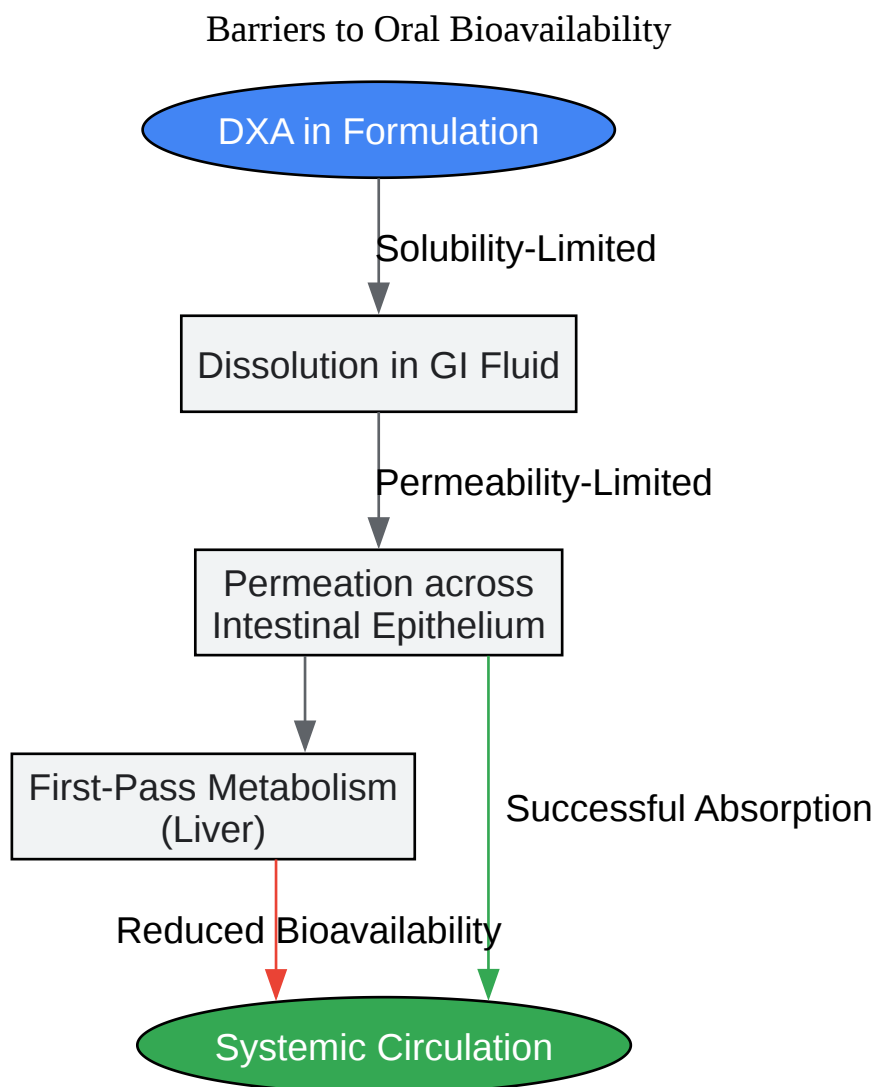 Barriers to Oral Bioavailability
DXA in Formulation
Solubility-Limited
Dissolution in GI Fluid
Permeability-Limited
Permeation across
Intestinal Epithelium
First-Pass Metabolism
(Liver)
Successful Absorption
Reduced Bioavailability
Systemic Circulation